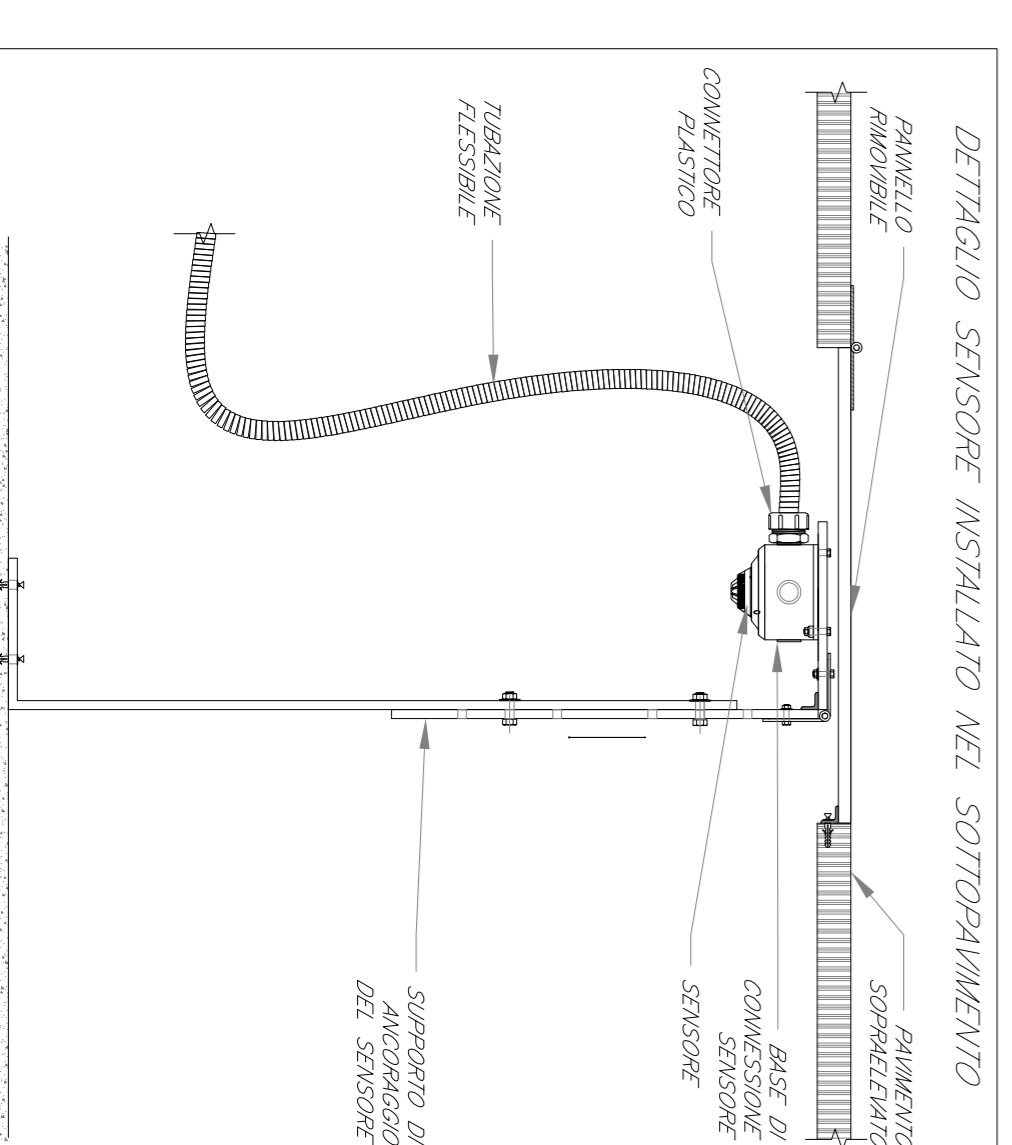 DETTAGLIO SENSORE INSTALLATO NEL SOTTOPAVIMENTO
PANNELLO
RIMOVIBILE
PAVIMENTO
SOPRAELEVATO
CONNETTORE
PLASTICO
BASE DI
CONNESSIONE
SENSORE
SENSORE
TUBAZIONE
FLESSIBILE
SUPPORTO DI
ANCORAGGIO
DEL SENSORE